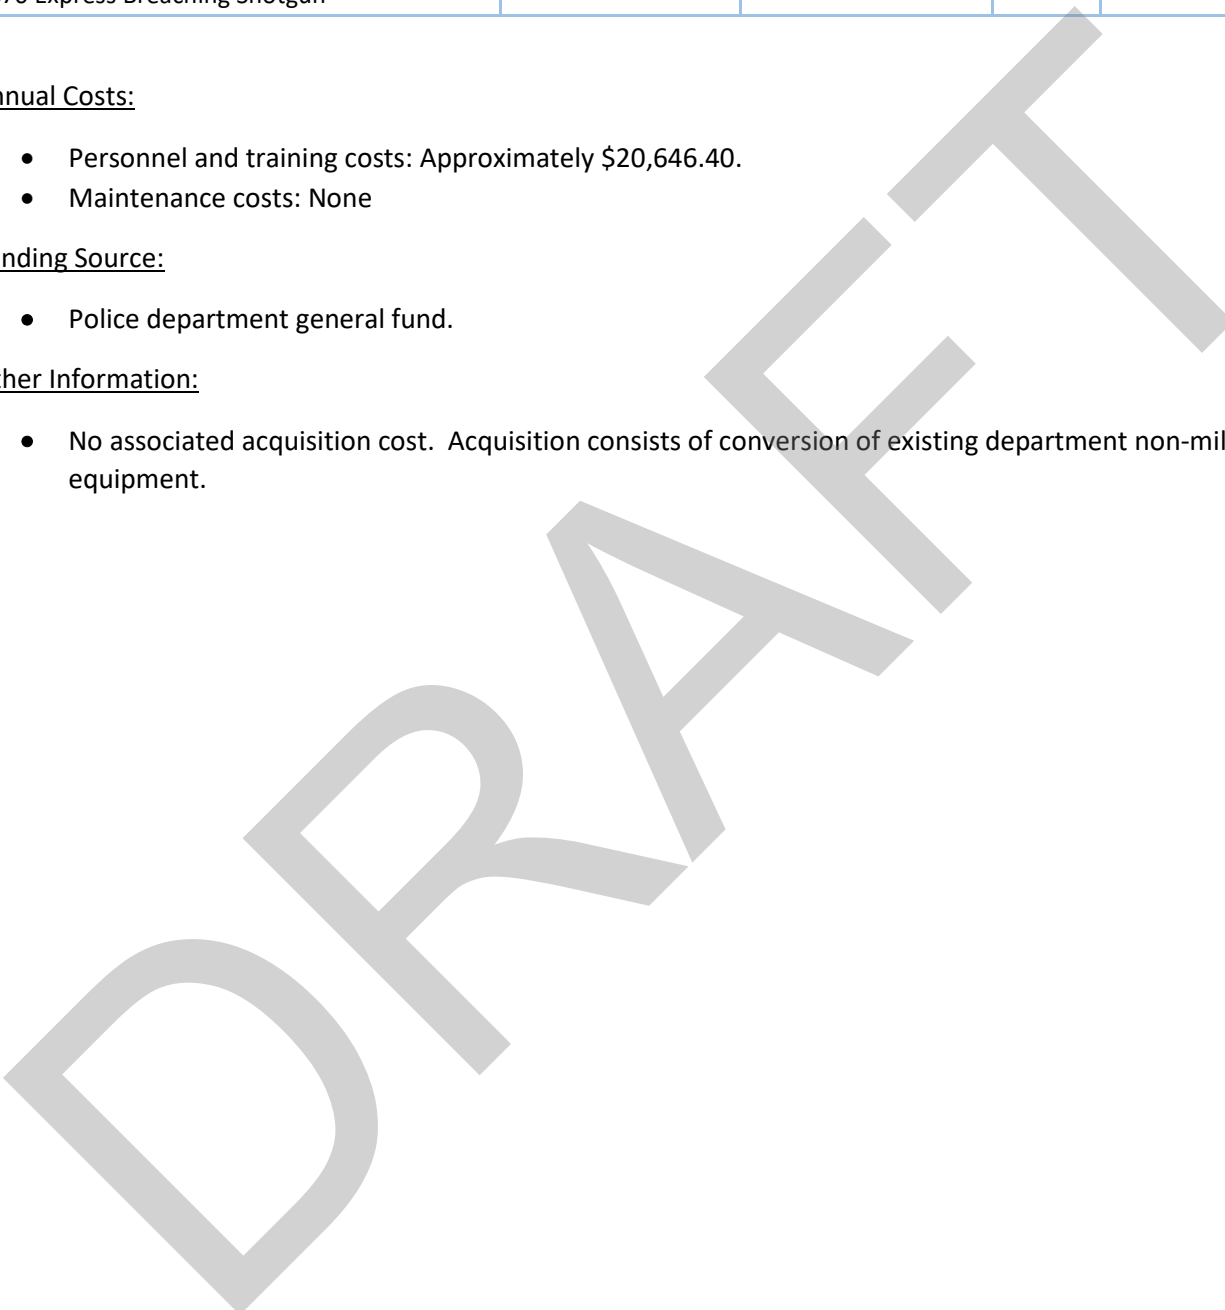 70 Express Breaching Shotgun
nnual Costs:
• Personnel and training costs: Approximately $20,646.40.
• Maintenance costs: None
nding Source:
• Police department general fund.
her Information:
• No associated acquisition cost.  Acquisition consists of conversion of existing department non-mil
equipment.
DRAFT